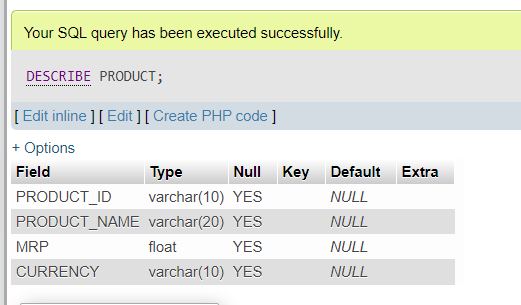 Your SQL query has been executed successfully.
DESCRIBE PRODUCT;
[ Edit inline ] [ Edit ] [ Create PHP code ]
+ Options
Field Type Null Key Default Extra
PRODUCT_ID varchar(10) YES NULL
PRODUCT_NAME varchar(20) YES NULL
MRP float YES NULL
CURRENCY varchar(10) YES NULL